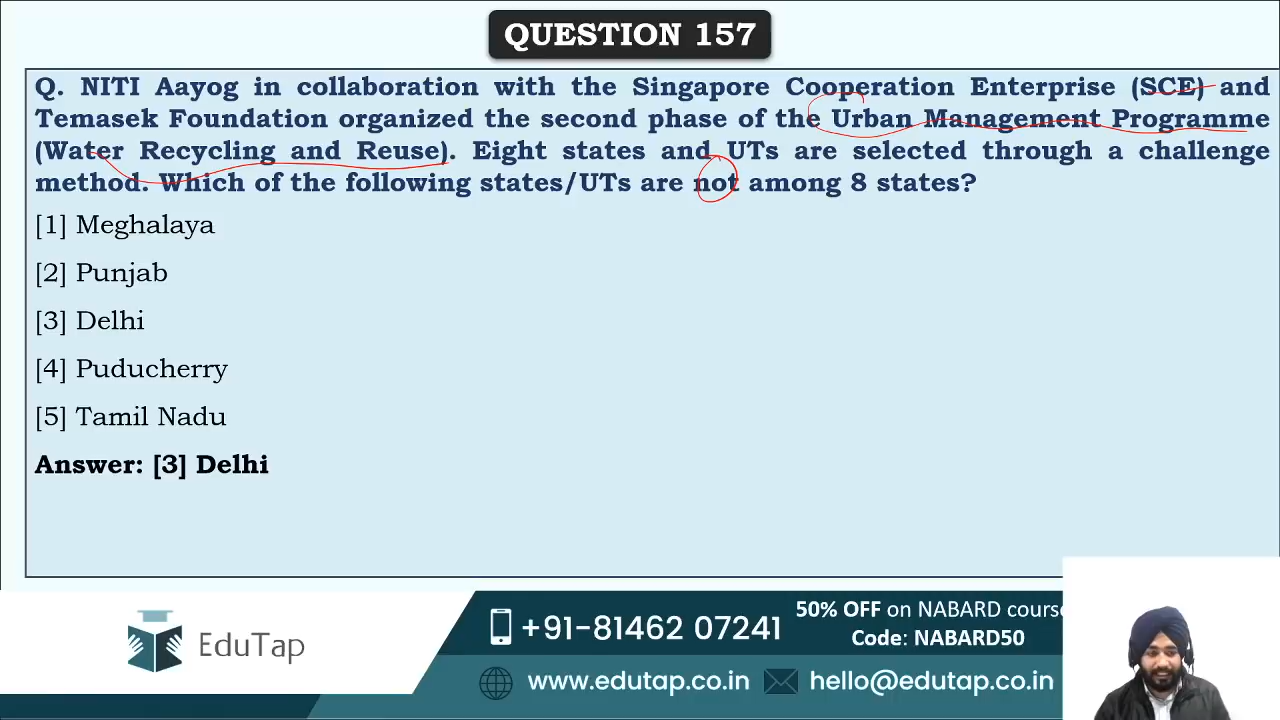 QUESTION 157
Q. NITI Aayog in collaboration with the Singapore Cooperation Enterprise (SCE) and
Temasek Foundation organized the second phase of the Urban Management Programme
(Water Recycling and Reuse). Eight states and UTs are selected through a challenge
method. Which of the following states/UTs are not among 8 states?
[1] Meghalaya
[2] Punjab
[3] Delhi
[4] Puducherry
[5] Tamil Nadu
Answer: [3] Delhi
EduTap
+91-81462 07241
50% OFF on NABARD course
Code: NABARD50
www.edutap.co.in
hello@edutap.co.in